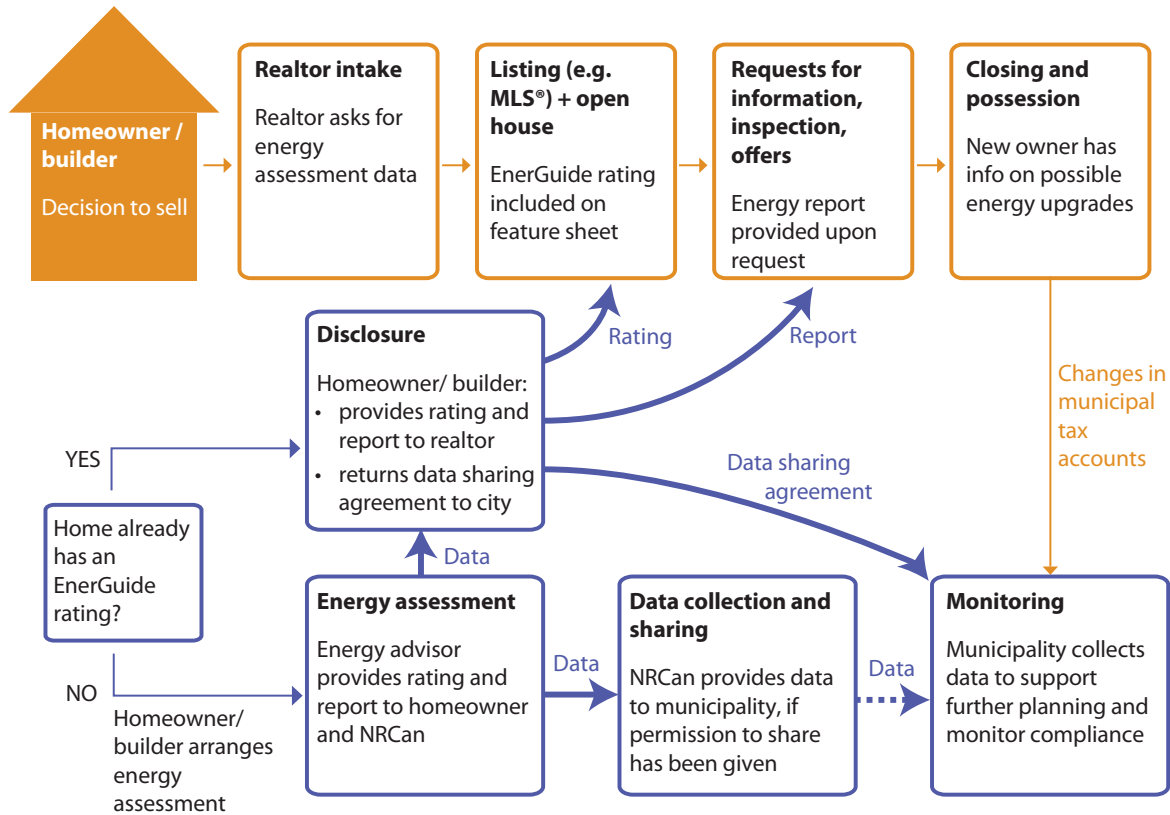 Homeowner /
builder
Decision to sell
Realtor intake
Realtor asks for
energy
assessment data
Listing (e.g.
MLS®) + open
house
EnerGuide rating
included on
feature sheet
Requests for
information,
inspection,
offers
Energy report
provided upon
request
Closing and
possession
New owner has
info on possible
energy upgrades
Disclosure
Homeowner/ builder:
• provides rating and
report to realtor
• returns data sharing
agreement to city
Rating
Report
Changes in
municipal
tax
accounts
Data sharing
agreement
YES
Home already
has an
EnerGuide
rating?
NO
Homeowner/
builder arranges
energy
assessment
Data
Energy assessment
Energy advisor
provides rating and
report to homeowner
and NRCan
Data
Data collection and
sharing
NRCan provides data
to municipality, if
permission to share
has been given
Data
Monitoring
Municipality collects
data to support
further planning and
monitor compliance